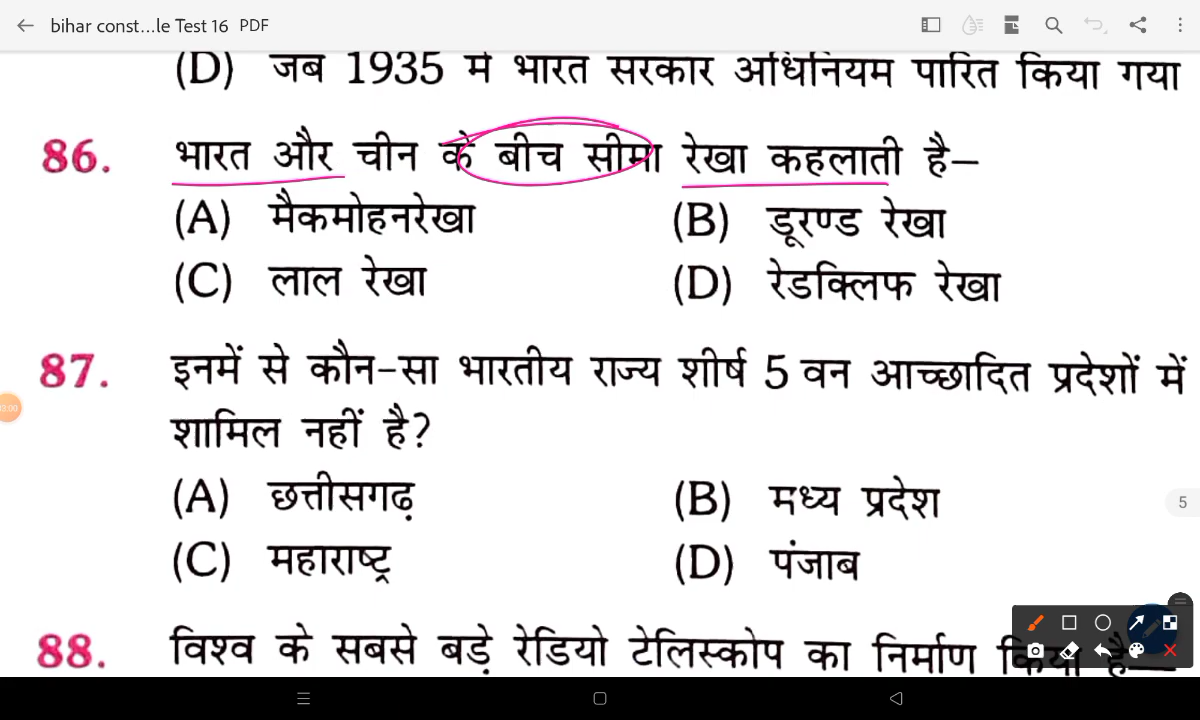 bihar const...le Test 16 PDF
(D) जब 1935 में भारत सरकार अधिनियम पारित किया गया
86. भारत और चीन के बीच सीमा रेखा कहलाती है–
(A) मैकमोहनरेखा (B) डूरण्ड रेखा
(C) लाल रेखा (D) रेडक्लिफ रेखा
87. इनमें से कौन-सा भारतीय राज्य शीर्ष 5 वन आच्छादित प्रदेशों में
शामिल नहीं है?
(A) छत्तीसगढ़ (B) मध्य प्रदेश
5
(C) महाराष्ट्र (D) पंजाब
88. विश्व के सबसे बड़े रेडियो टेलिस्कोप का निर्माण किया है–